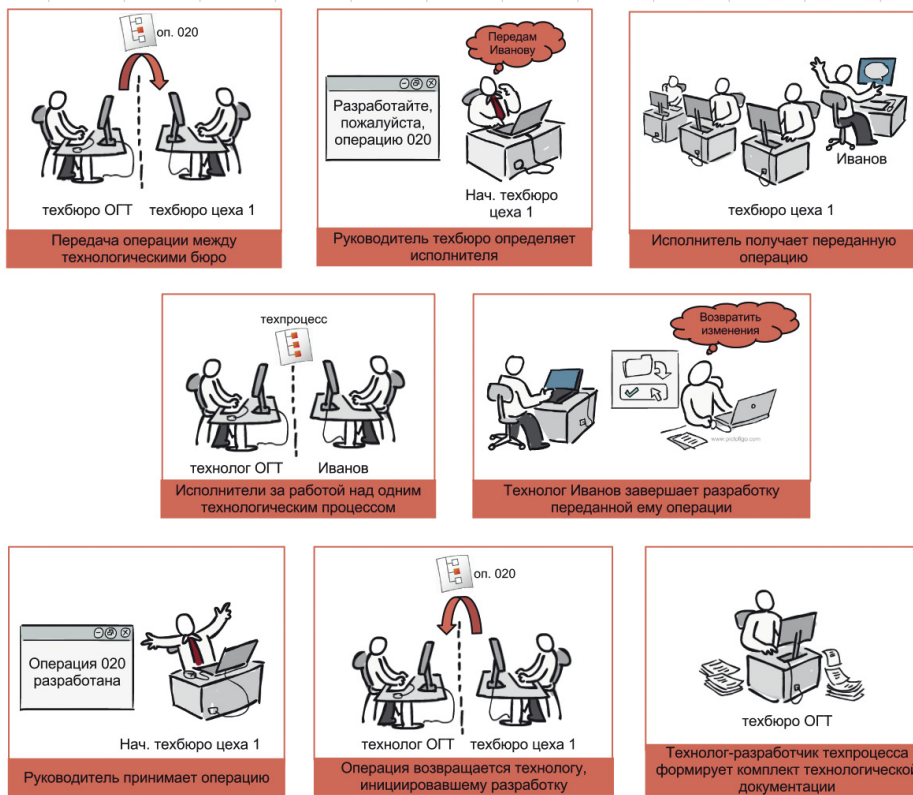 оп. 020
техбюро ОГТ
техбюро цеха 1
Передача операции между
технологическими бюро
Передам
Иванову
Разработайте,
пожалуйста,
операцию 020
Нач. техбюро
цеха 1
Руководитель техбюро определяет
исполнителя
Иванов
техбюро цеха 1
Исполнитель получает переданную
операцию
техпроцесс
технолог ОГТ
Иванов
Исполнители за работой над одним
технологическим процессом
Возвратить
изменения
www.pictofigo.com
Технолог Иванов завершает разработку
переданной ему операции
Операция 020
разработана
Нач. техбюро цеха 1
Руководитель принимает операцию
оп. 020
технолог ОГТ
техбюро цеха 1
Операция возвращается технологу,
инициировавшему разработку
техбюро ОГТ
Технолог-разработчик техпроцесса
формирует комплект технологической
документации